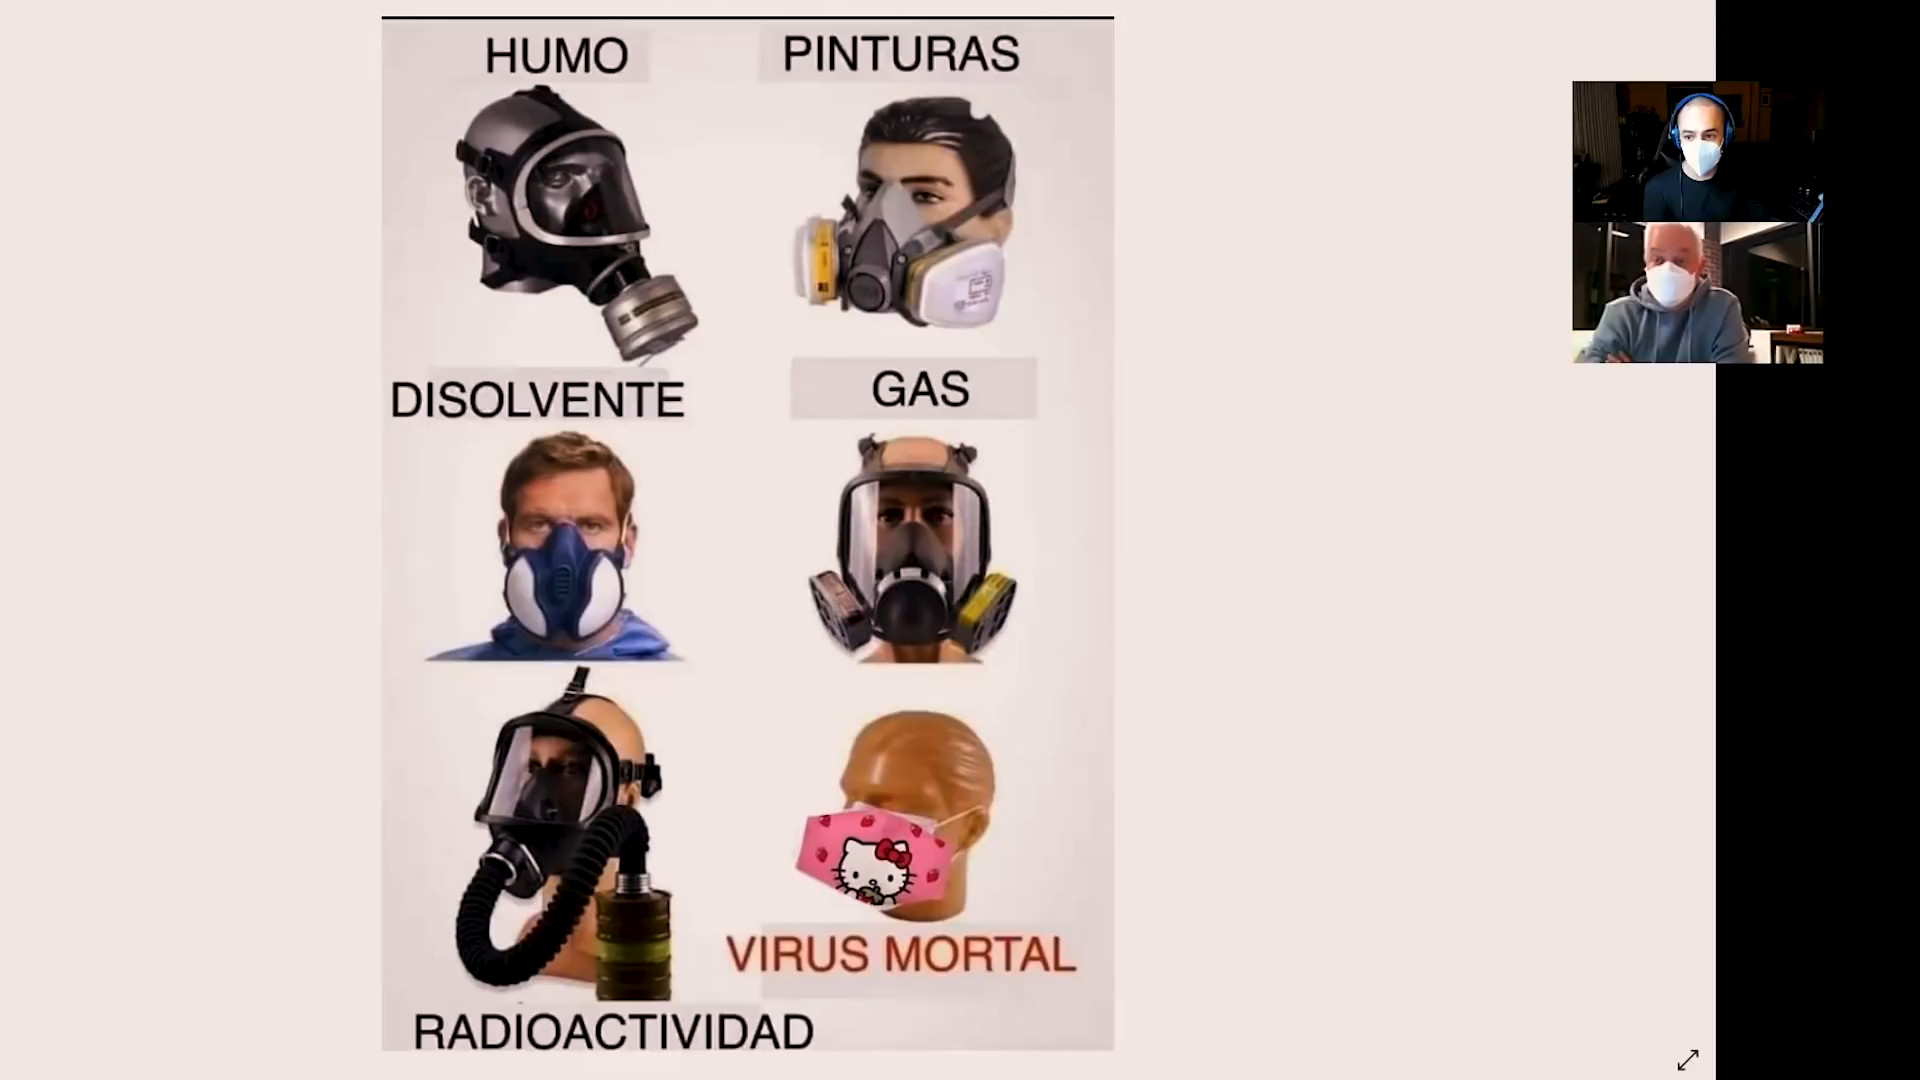 HUMO
PINTURAS
DISOLVENTE
GAS
VIRUS MORTAL
RADIOACTIVIDAD